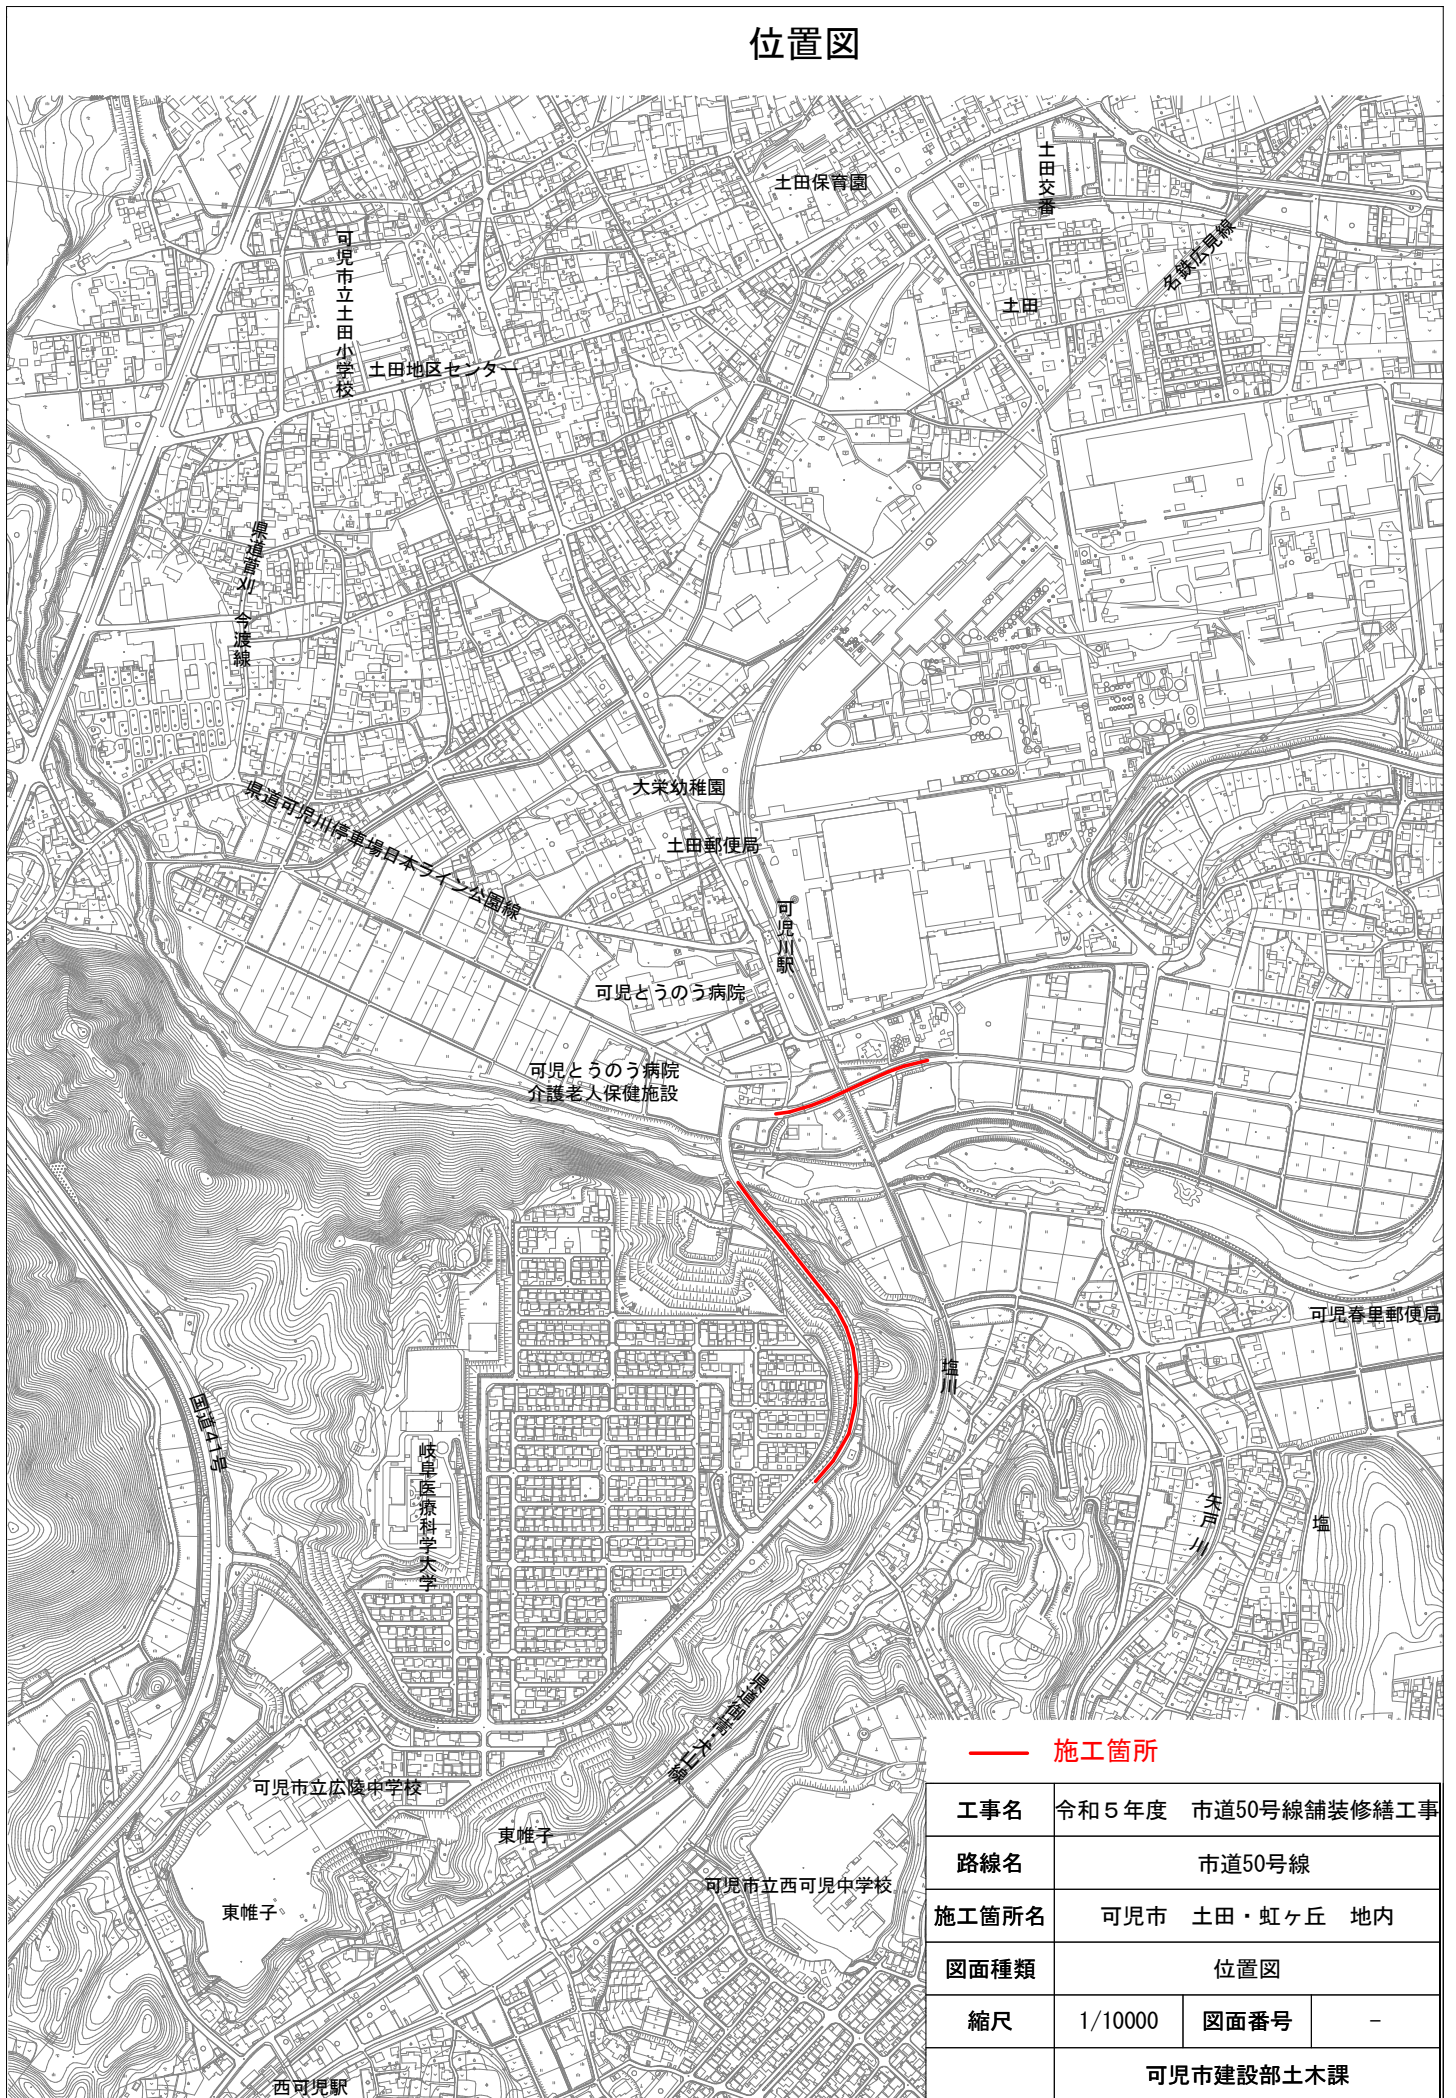 位置図
土田保育園
土田交番
可児市立土田小学校
名鉄広見線
土田
土田地区センター
県道菅刈　今渡線
大栄幼稚園
県道可児川停車場日本ライン公園線
土田郵便局
可児川駅
可児とうのう病院
可児とうのう病院
介護老人保健施設
可児春里郵便局
塩川
国道41号
岐阜医療科学大学
矢戸川
塩
県道御嵩・犬山線
可児市立広陵中学校
東帷子
可児市立西可児中学校
東帷子
西可児駅
施工箇所
工事名　令和５年度　市道50号線舗装修繕工事
路線名　市道50号線
施工箇所名　可児市　土田・虹ヶ丘　地内
図面種類　位置図
縮尺　1/10000　図面番号　－
可児市建設部土木課